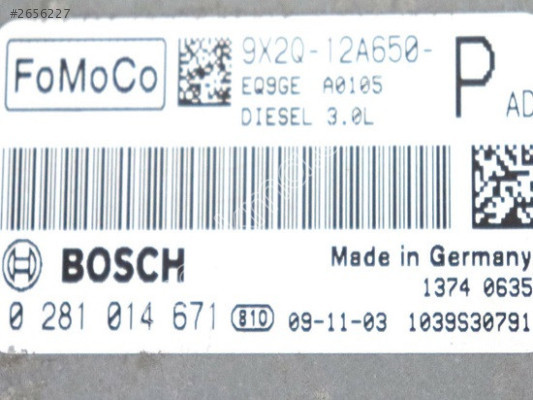 #2656227
FoMoCo
9X2Q-12A650-
P
EQ9GE A0105
AD
DIESEL 3.0L
BOSCH
Made in Germany
1374 0635
0 281 014 671 810 09-11-03 1039S30791